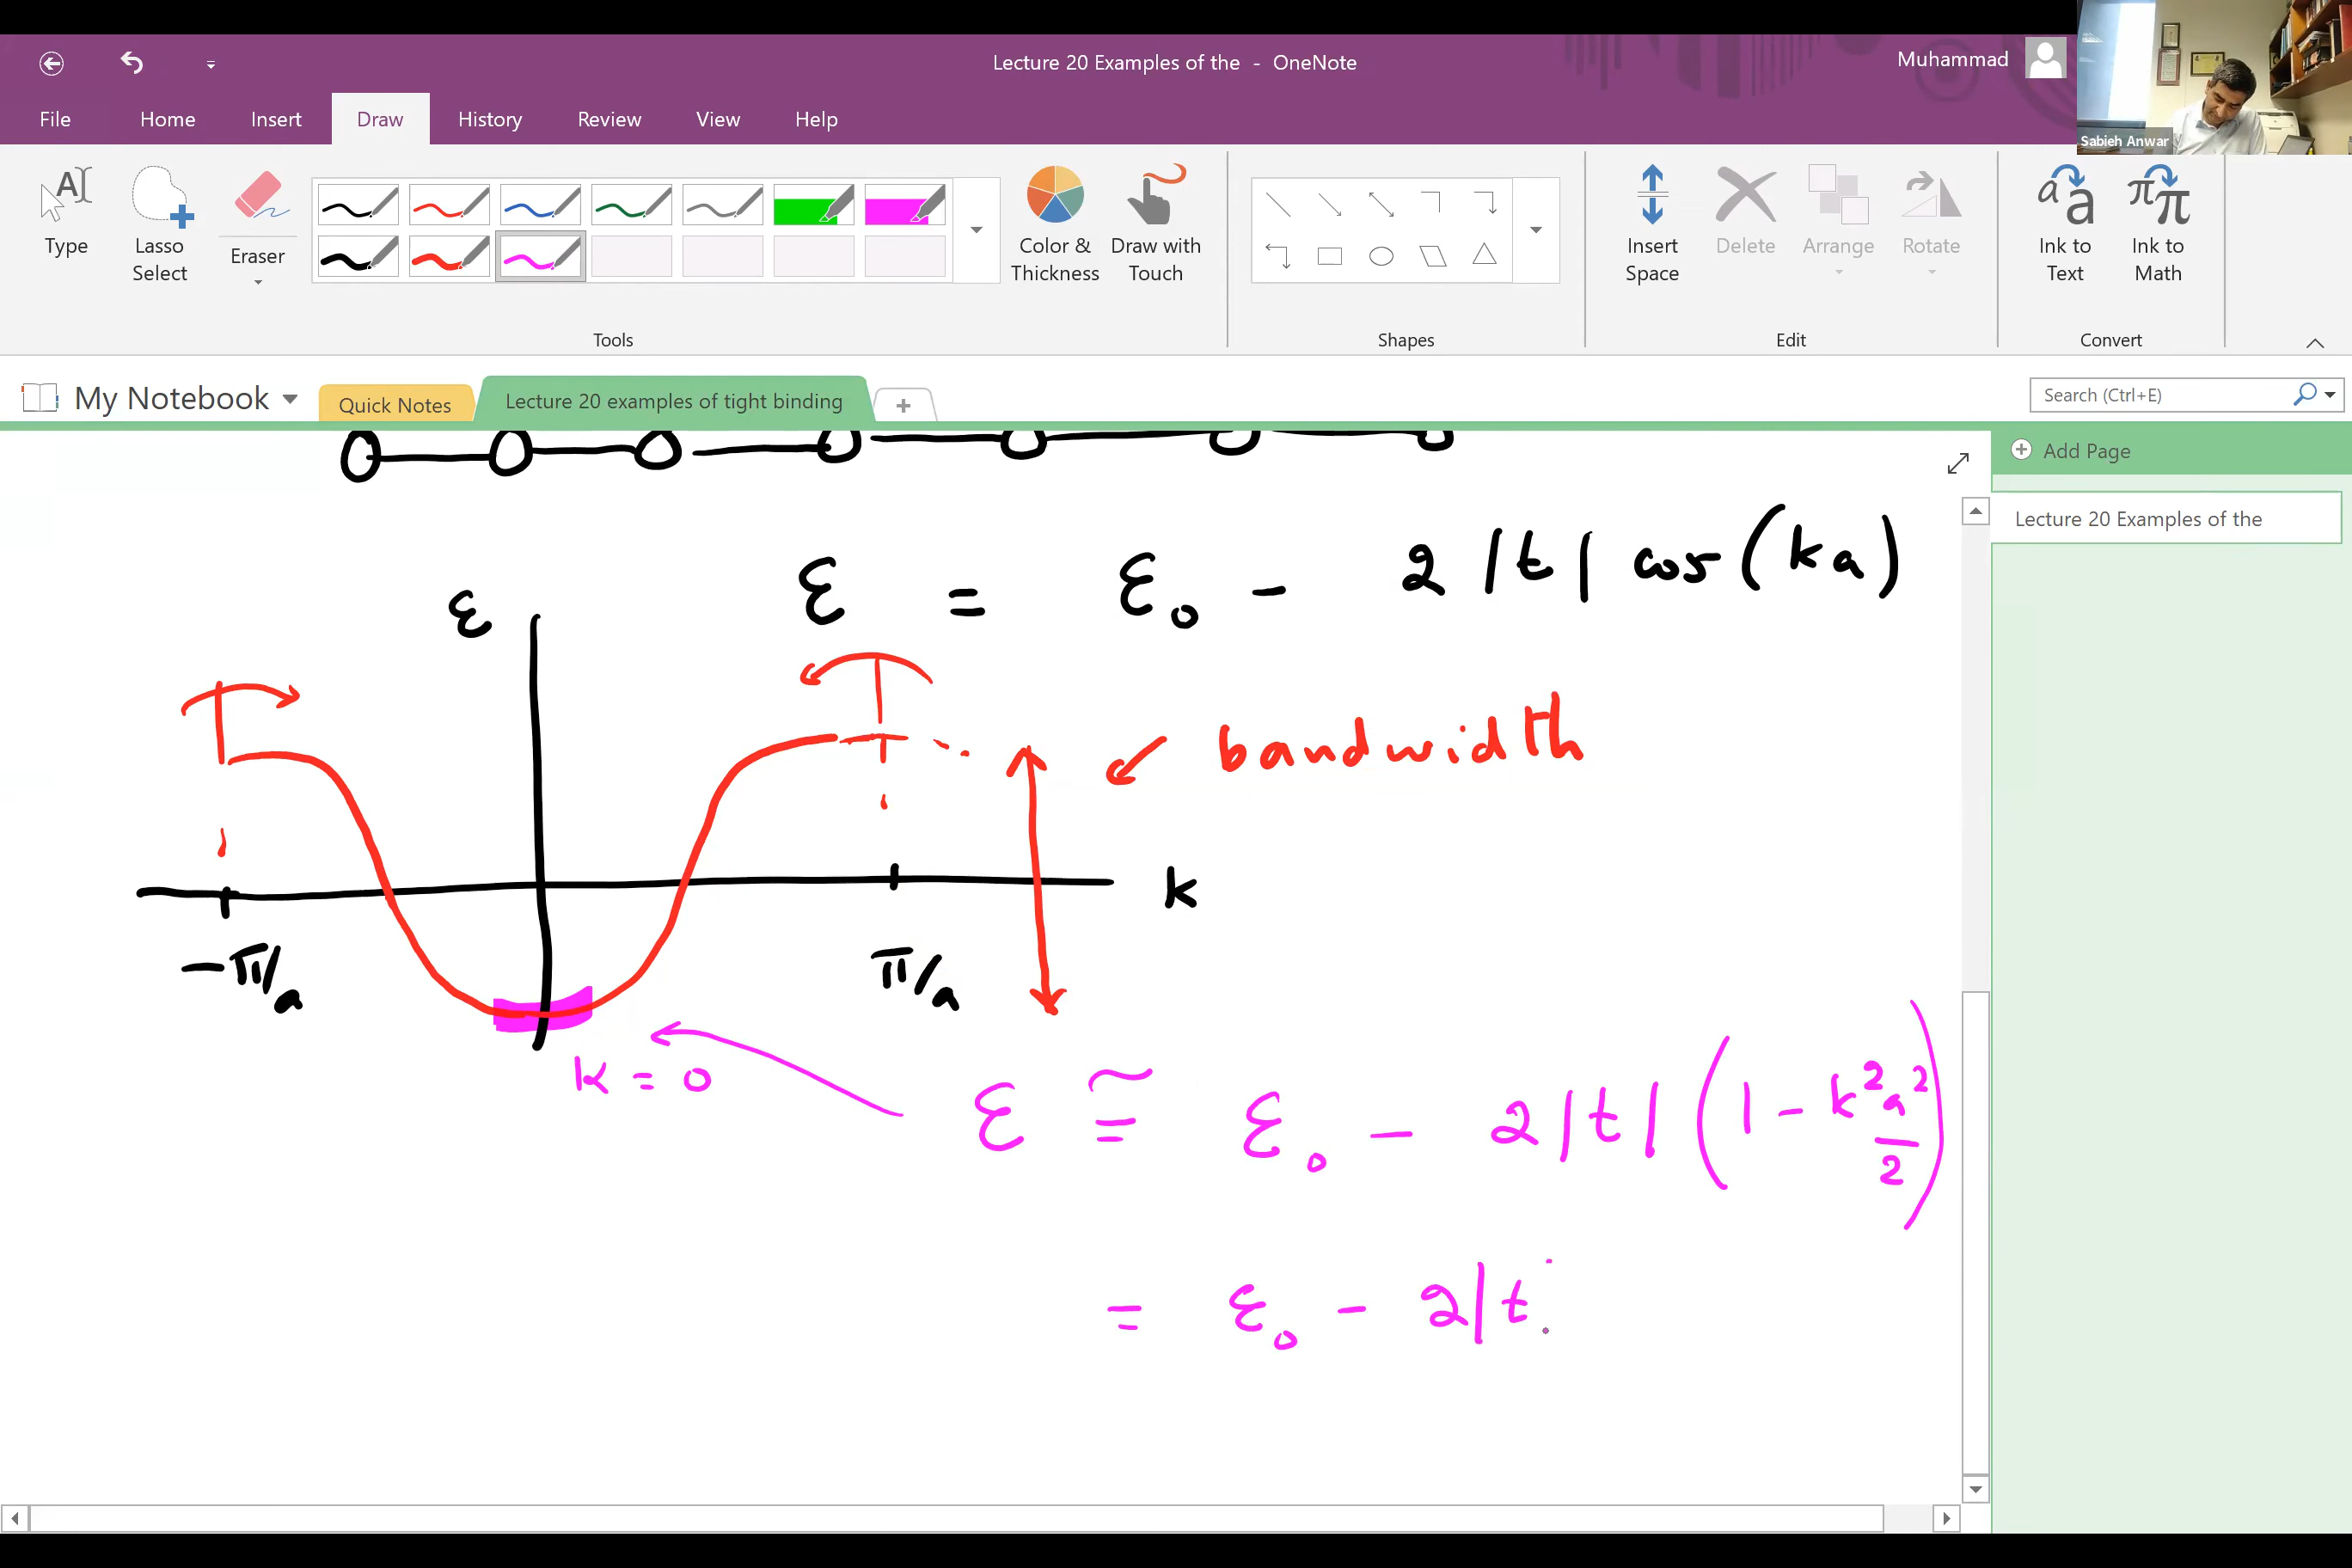 Lecture 20 Examples of the - OneNote
Muhammad
Sabieh Anwar
File Home Insert Draw History Review View Help
Type
Lasso Select
Eraser
Color & Thickness
Draw with Touch
Insert Space
Delete
Arrange
Rotate
Ink to Text
Ink to Math
Tools
Shapes
Edit
Convert
My Notebook
Quick Notes
Lecture 20 examples of tight binding
Search (Ctrl+E)
Add Page
Lecture 20 Examples of the
ε = ε₀ - 2|t| cos(ka)
ε
bandwidth
k
-π/a
π/a
k = 0
ε ≅ ε₀ - 2|t| (1 - k²a²/2)
= ε₀ - 2|t